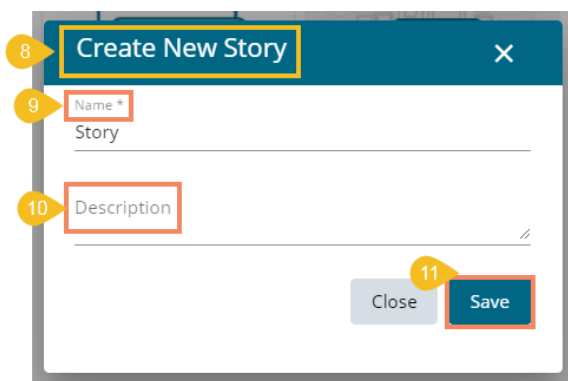 8 Create New Story ×
9 Name *
Story
10 Description
11
Close Save